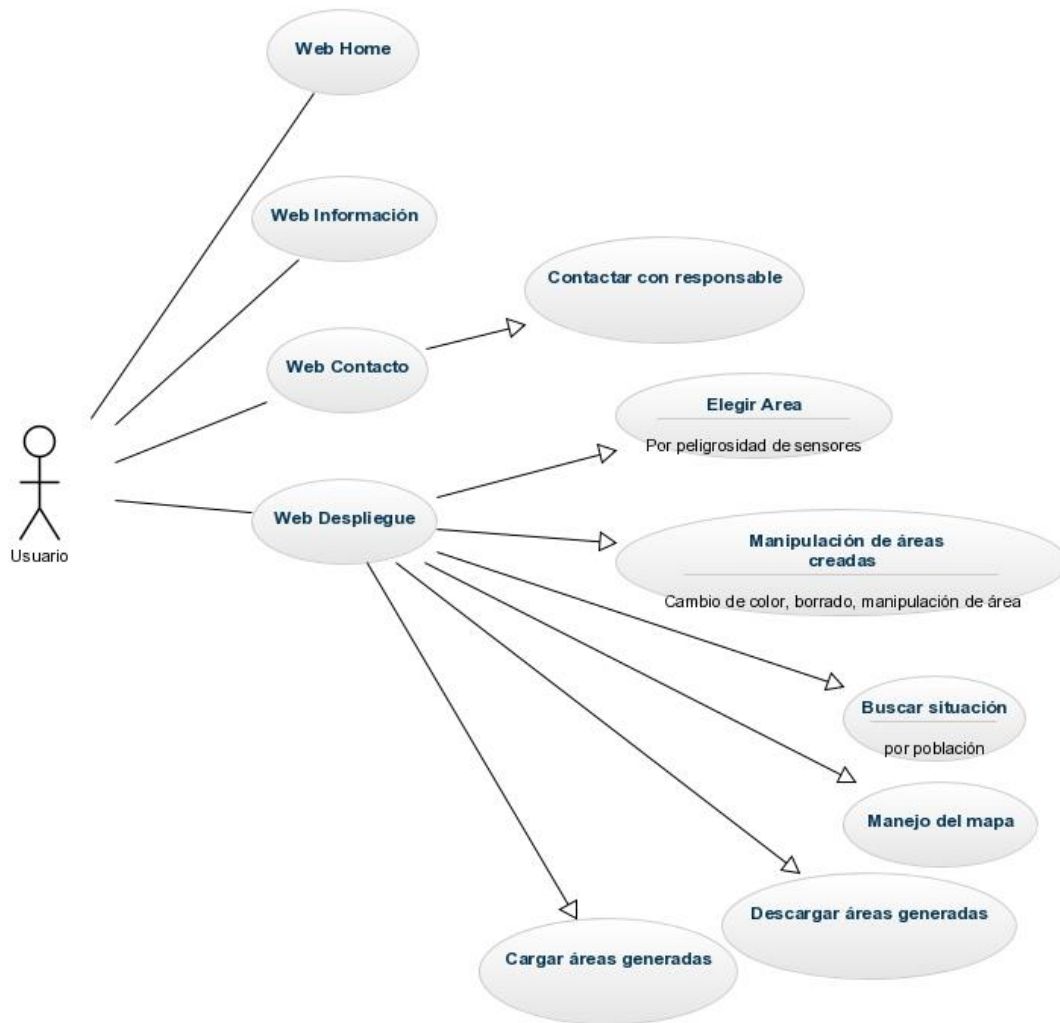 Web Home
Web Información
Contactar con responsable
Web Contacto
Elegir Area
Por peligrosidad de sensores
Usuario
Web Despliegue
Manipulación de áreas
creadas
Cambio de color, borrado, manipulación de área
Buscar situación
por población
Manejo del mapa
Descargar áreas generadas
Cargar áreas generadas